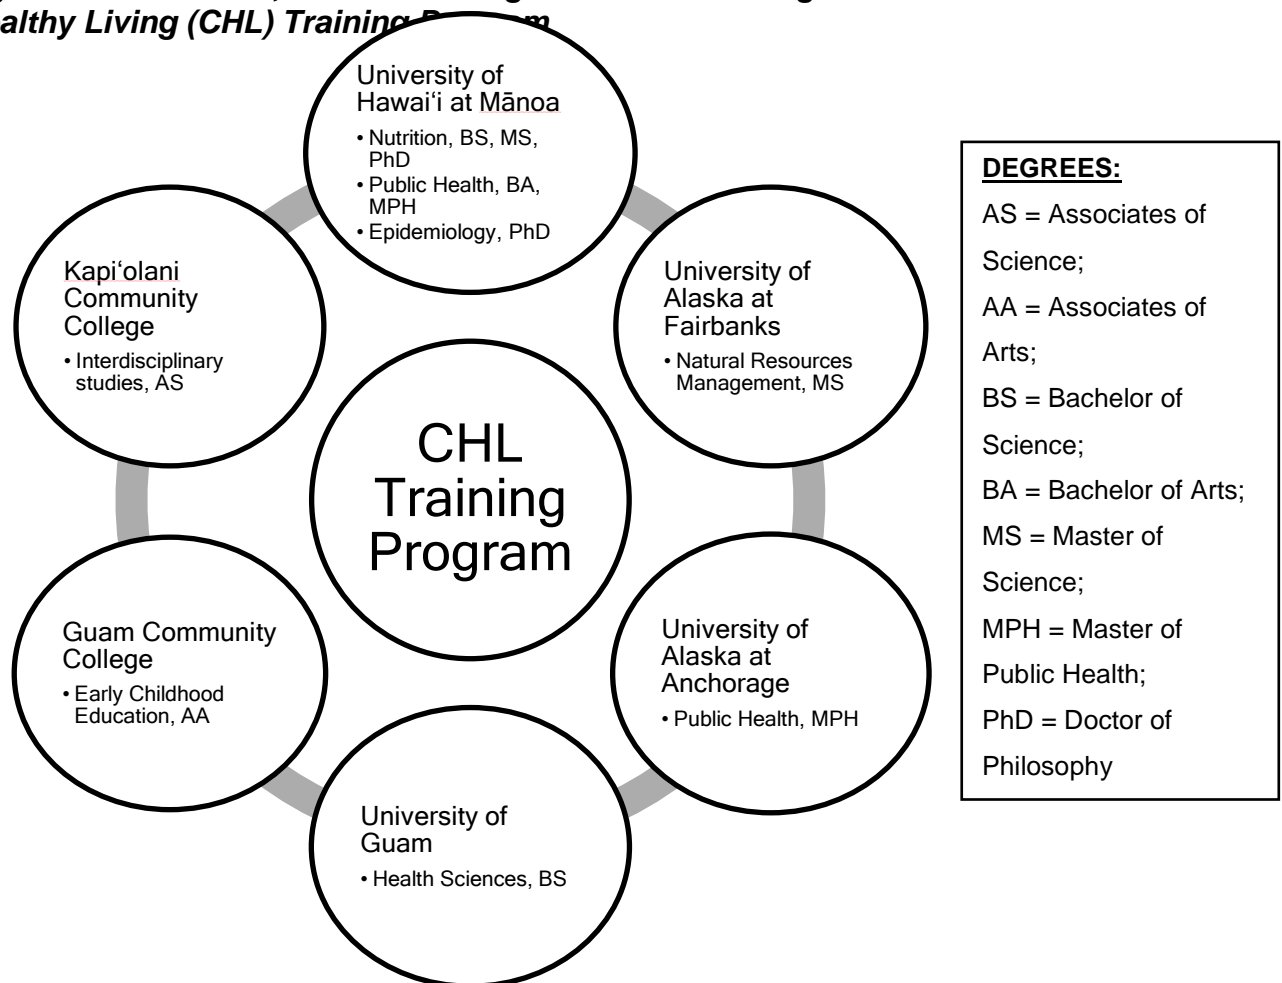 althy Living (CHL) Training
University of
Hawaiʻi at Mānoa
• Nutrition, BS, MS,
PhD
• Public Health, BA,
MPH
• Epidemiology, PhD
University of
Alaska at
Fairbanks
• Natural Resources
Management, MS
University of
Alaska at
Anchorage
• Public Health, MPH
University of
Guam
• Health Sciences, BS
Guam Community
College
• Early Childhood
Education, AA
Kapiʻolani
Community
College
• Interdisciplinary
studies, AS
CHL
Training
Program
DEGREES:
AS = Associates of
Science;
AA = Associates of
Arts;
BS = Bachelor of
Science;
BA = Bachelor of Arts;
MS = Master of
Science;
MPH = Master of
Public Health;
PhD = Doctor of
Philosophy